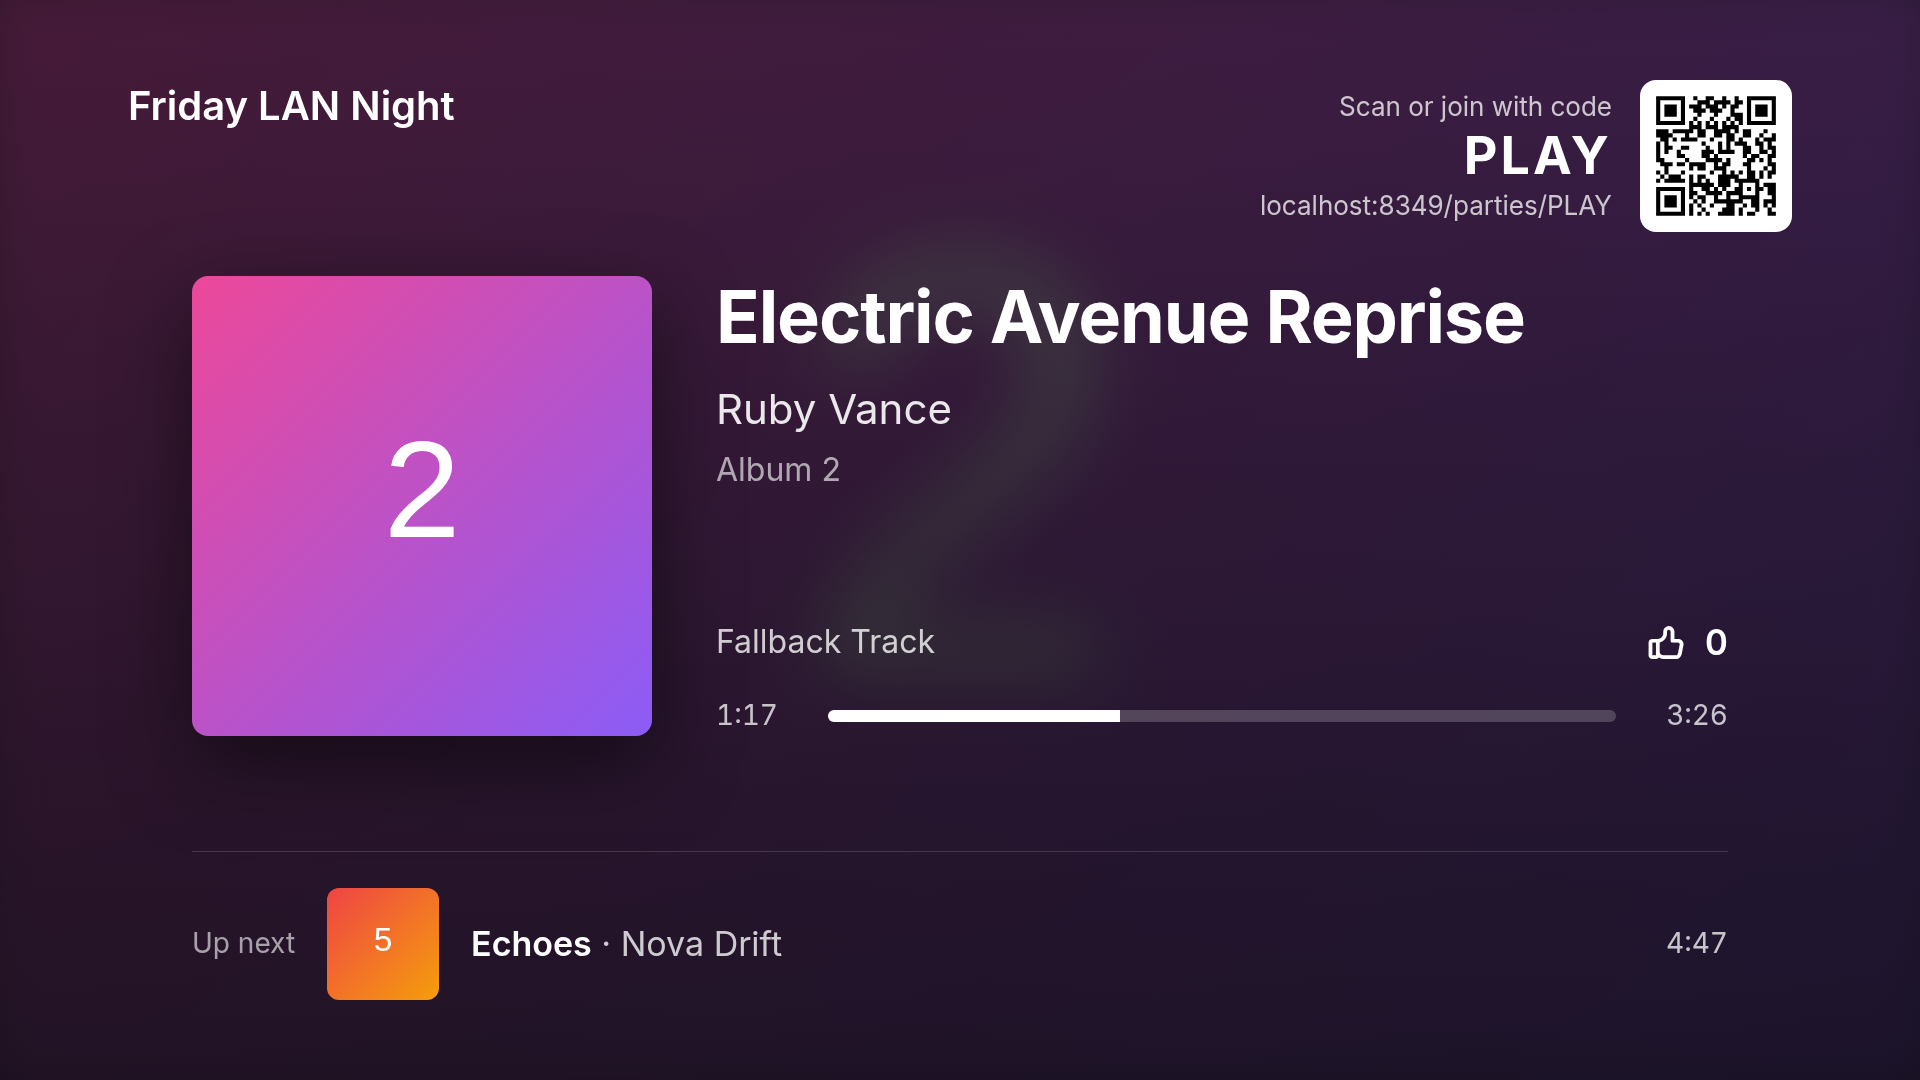 Friday LAN Night
Scan or join with code
PLAY
localhost:8349/parties/PLAY
2
Electric Avenue Reprise
Ruby Vance
Album 2
Fallback Track
0
1:17
3:26
Up next
5
Echoes · Nova Drift
4:47